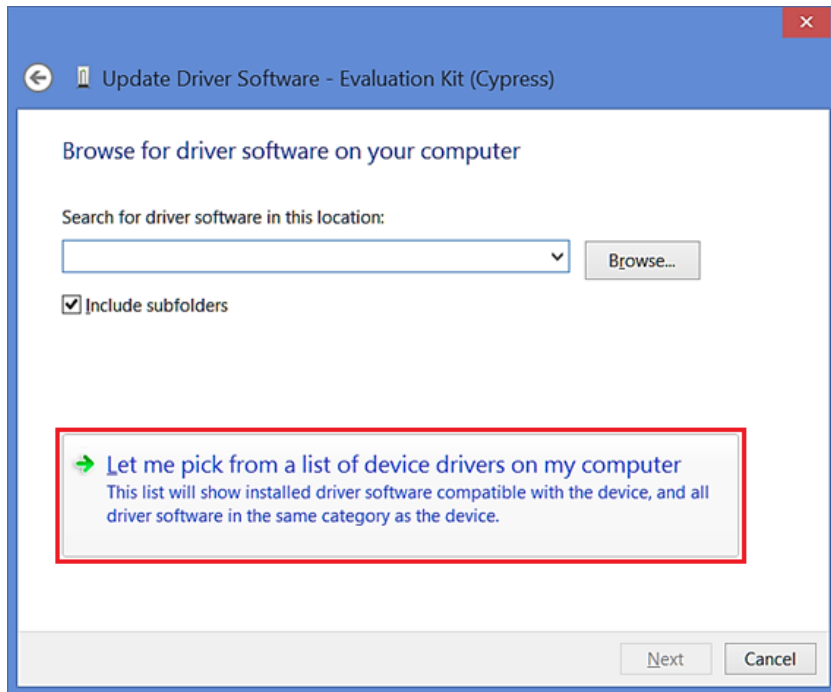 Update Driver Software - Evaluation Kit (Cypress)
Browse for driver software on your computer
Search for driver software in this location:
Browse...
Include subfolders
Let me pick from a list of device drivers on my computer
This list will show installed driver software compatible with the device, and all
driver software in the same category as the device.
Next
Cancel